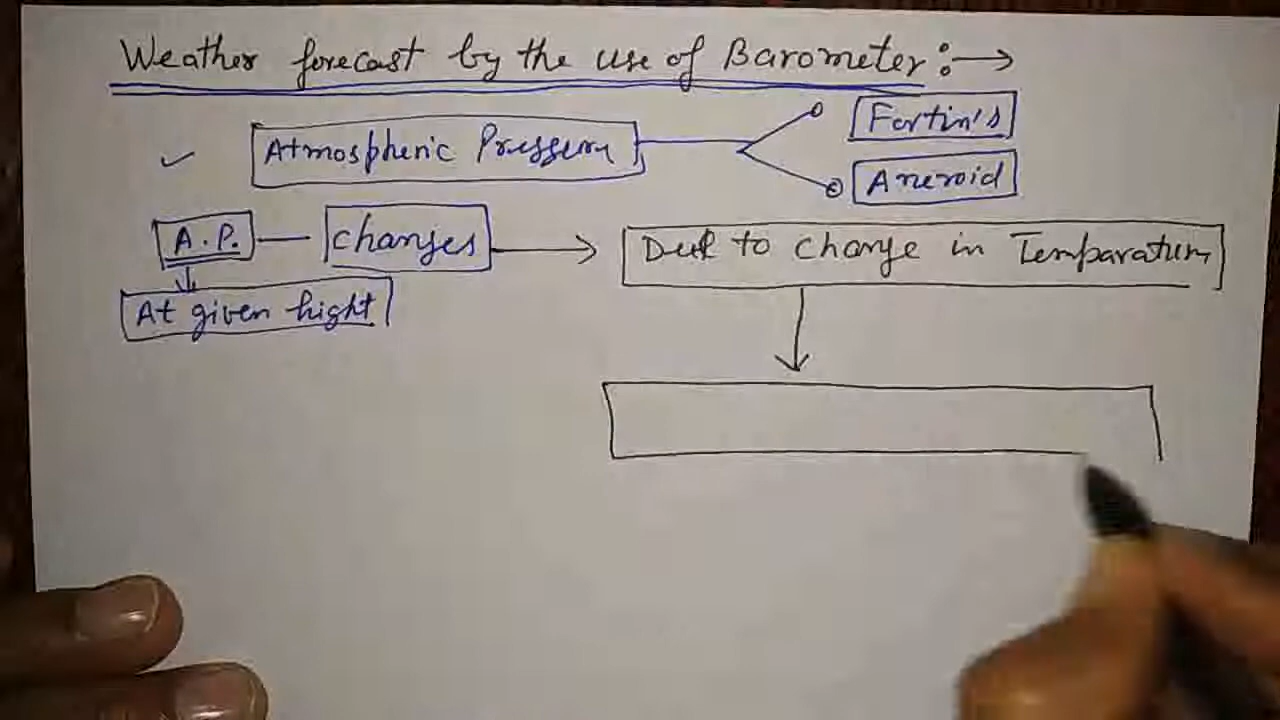 Weather forecast by the use of Barometer :→
Atmospheric Pressure
Fortin's
Aneroid
A.P. — changes → Due to change in Temparature
At given hight